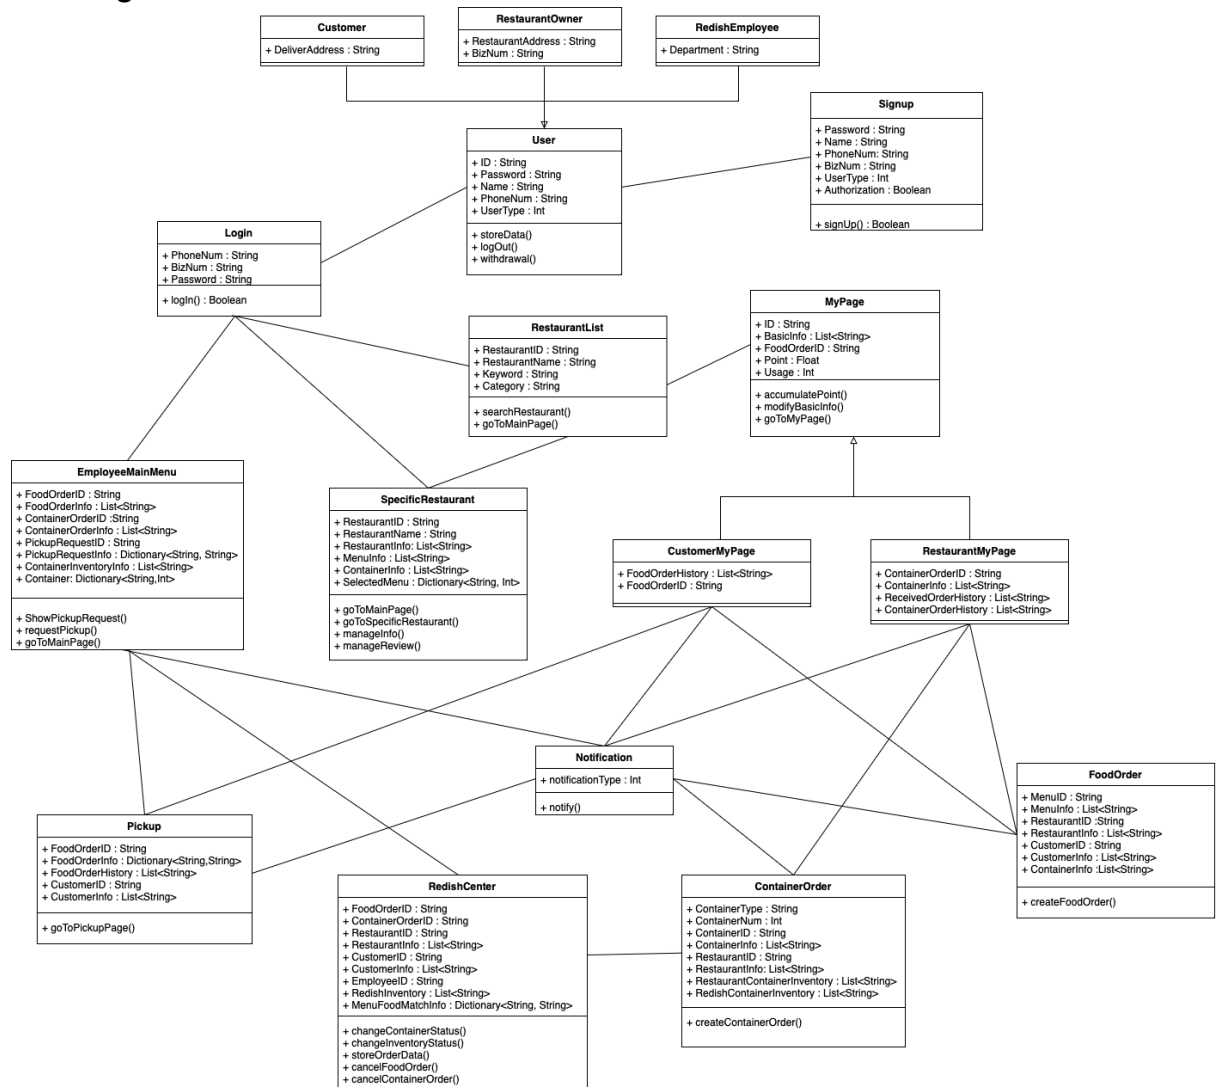 Customer
+ DeliverAddress : String
RestaurantOwner
+ RestaurantAddress : String
+ BizNum : String
RedishEmployee
+ Department : String
Signup
+ Password : String
+ Name : String
+ PhoneNum: String
+ BizNum : String
+ UserType : Int
+ Authorization : Boolean
+ signUp() : Boolean
User
+ ID : String
+ Password : String
+ Name : String
+ PhoneNum : String
+ UserType : Int
+ storeData()
+ logOut()
+ withdrawal()
Login
+ PhoneNum : String
+ BizNum : String
+ Password : String
+ logIn() : Boolean
RestaurantList
+ RestaurantID : String
+ RestaurantName : String
+ Keyword : String
+ Category : String
+ searchRestaurant()
+ goToMainPage()
MyPage
+ ID : String
+ BasicInfo : List<String>
+ FoodOrderID : String
+ Point : Float
+ Usage : Int
+ accumulatePoint()
+ modifyBasicInfo()
+ goToMyPage()
EmployeeMainMenu
+ FoodOrderID : String
+ FoodOrderInfo : List<String>
+ ContainerOrderID :String
+ ContainerOrderInfo : List<String>
+ PickupRequestID : String
+ PickupRequestInfo : Dictionary<String, String>
+ ContainerInventoryInfo : List<String>
+ Container: Dictionary<String,Int>
+ ShowPickupRequest()
+ requestPickup()
+ goToMainPage()
SpecificRestaurant
+ RestaurantID : String
+ RestaurantName : String
+ RestaurantInfo: List<String>
+ MenuInfo : List<String>
+ ContainerInfo : List<String>
+ SelectedMenu : Dictionary<String, Int>
+ goToMainPage()
+ goToSpecificRestaurant()
+ manageInfo()
+ manageReview()
CustomerMyPage
+ FoodOrderHistory : List<String>
+ FoodOrderID : String
RestaurantMyPage
+ ContainerOrderID : String
+ ContainerInfo : List<String>
+ ReceivedOrderHistory : List<String>
+ ContainerOrderHistory : List<String>
Notification
+ notificationType : Int
+ notify()
FoodOrder
+ MenuID : String
+ MenuInfo : List<String>
+ RestaurantID :String
+ RestaurantInfo : List<String>
+ CustomerID : String
+ CustomerInfo : List<String>
+ ContainerInfo :List<String>
+ createFoodOrder()
Pickup
+ FoodOrderID : String
+ FoodOrderInfo : Dictionary<String,String>
+ FoodOrderHistory : List<String>
+ CustomerID : String
+ CustomerInfo : List<String>
+ goToPickupPage()
RedishCenter
+ FoodOrderID : String
+ ContainerOrderID : String
+ RestaurantID : String
+ RestaurantInfo : List<String>
+ CustomerID : String
+ CustomerInfo : List<String>
+ EmployeeID : String
+ RedishInventory : List<String>
+ MenuFoodMatchInfo : Dictionary<String, String>
+ changeContainerStatus()
+ changeInventoryStatus()
+ storeOrderData()
+ cancelFoodOrder()
+ cancelContainerOrder()
ContainerOrder
+ ContainerType : String
+ ContainerNum : Int
+ ContainerID : String
+ ContainerInfo : List<String>
+ RestaurantID : String
+ RestaurantInfo: List<String>
+ RestaurantContainerInventory : List<String>
+ RedishContainerInventory : List<String>
+ createContainerOrder()